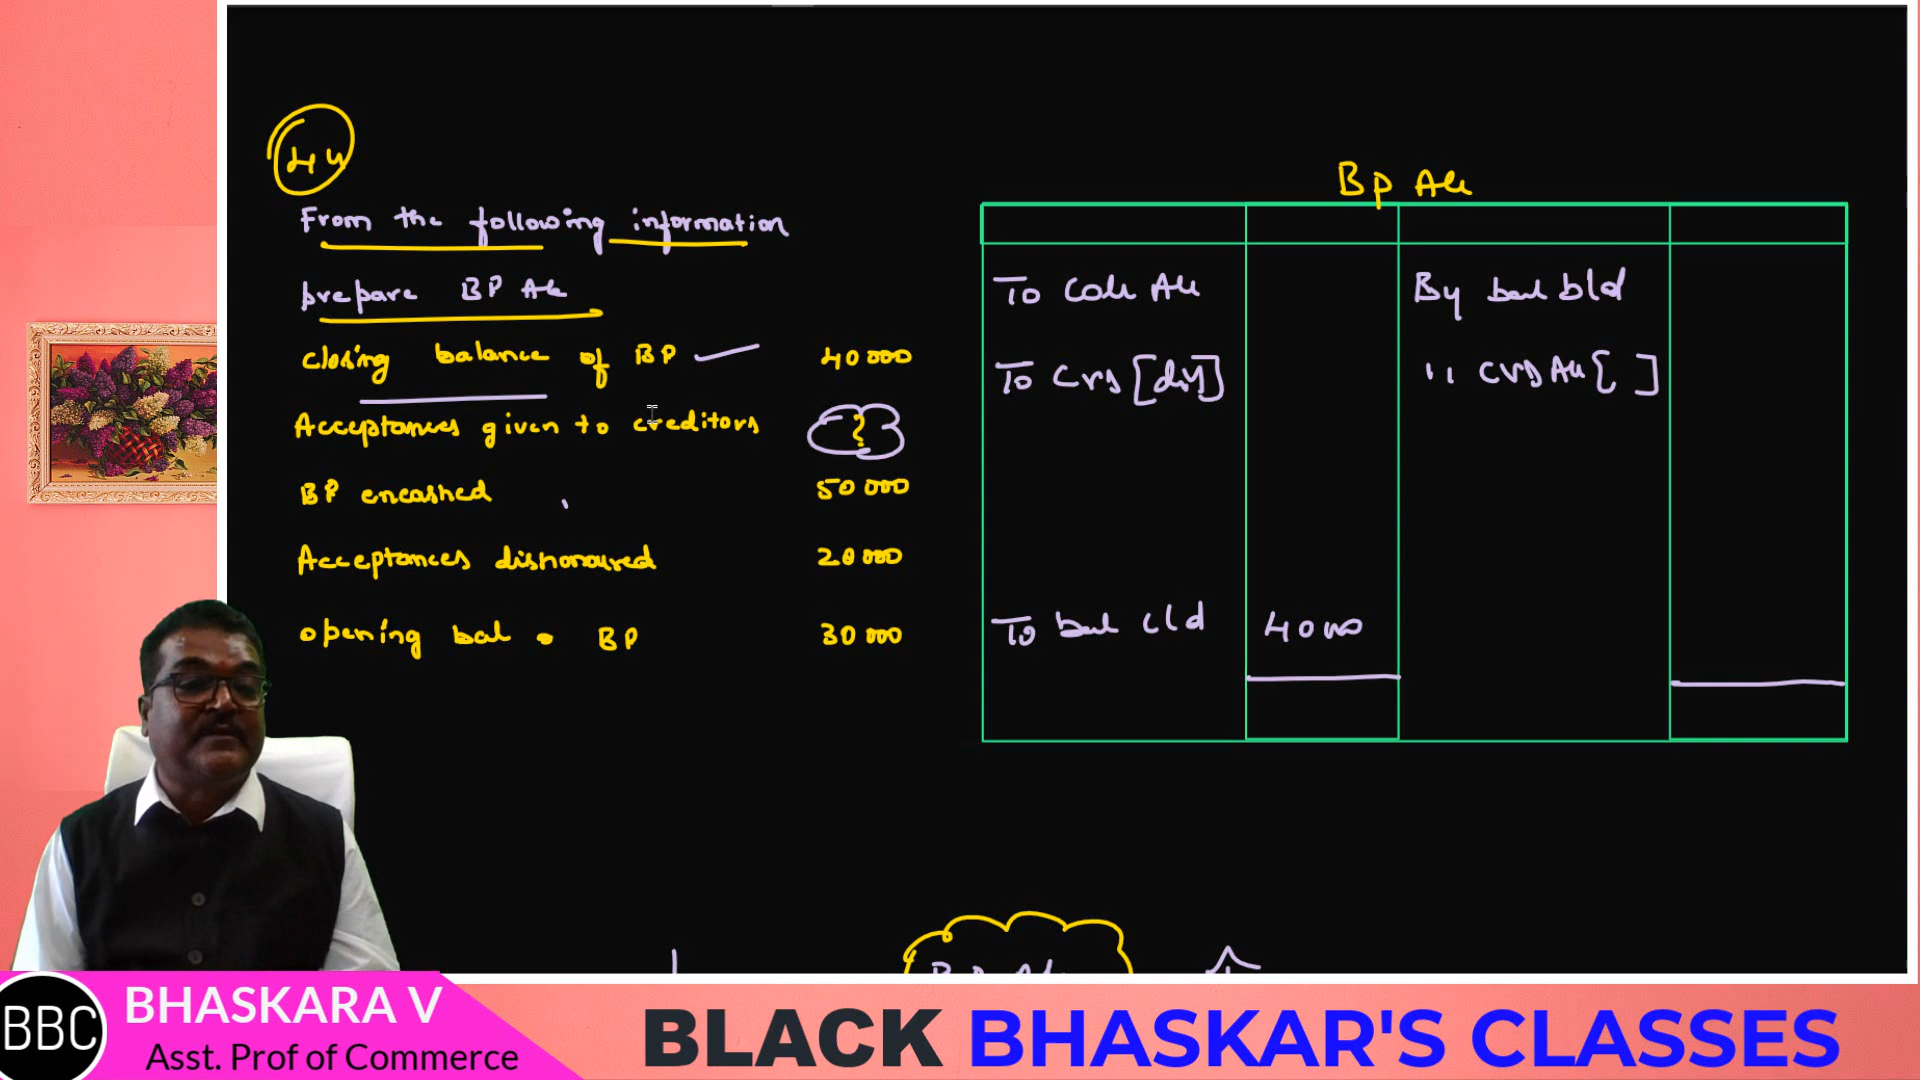 44
From the following information
prepare BP A/c
closing balance of BP 40000
Acceptances given to creditors ?
BP encashed 50000
Acceptances dishonoured 20000
opening bal BP 30000
BP A/c
To Cash A/c By bal b/d
To Crs [dis] " Crs A/c [ ]
To bal c/d 40000
BBC
BHASKARA V
Asst. Prof of Commerce
BLACK BHASKAR'S CLASSES